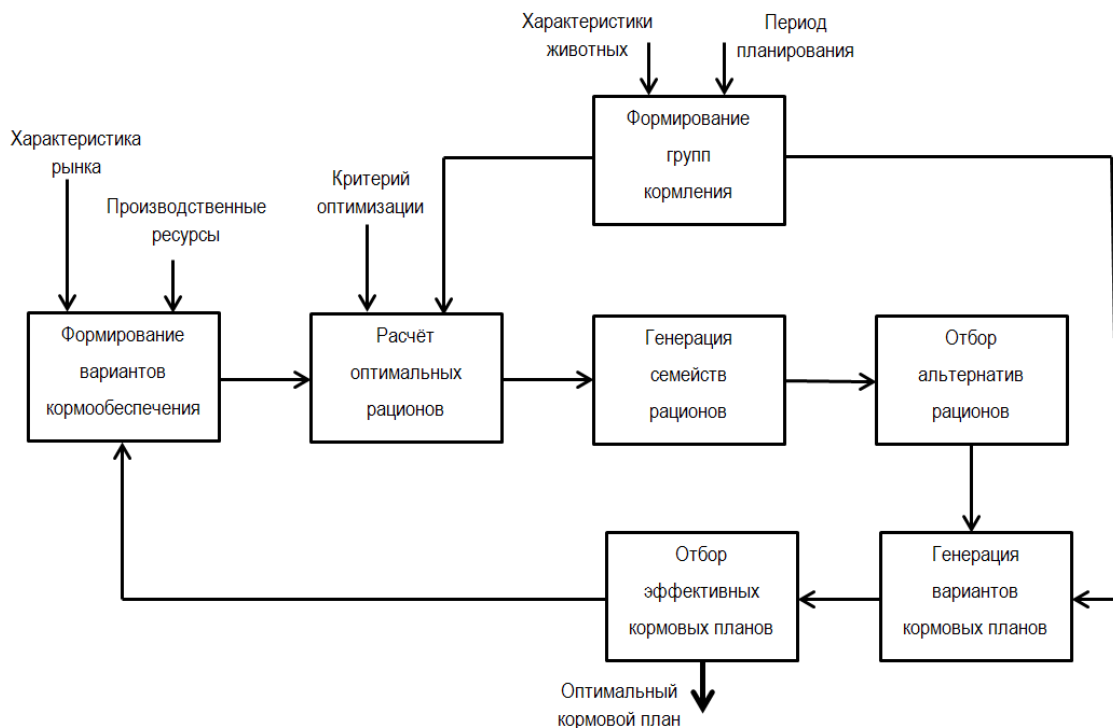 Характеристики
животных
Период
планирования
Формирование
групп
кормления
Характеристика
рынка
Производственные
ресурсы
Критерий
оптимизации
Формирование
вариантов
кормообеспечения
Расчёт
оптимальных
рационов
Генерация
семейств
рационов
Отбор
альтернатив
рационов
Отбор
эффективных
кормовых планов
Генерация
вариантов
кормовых планов
Оптимальный
кормовой план